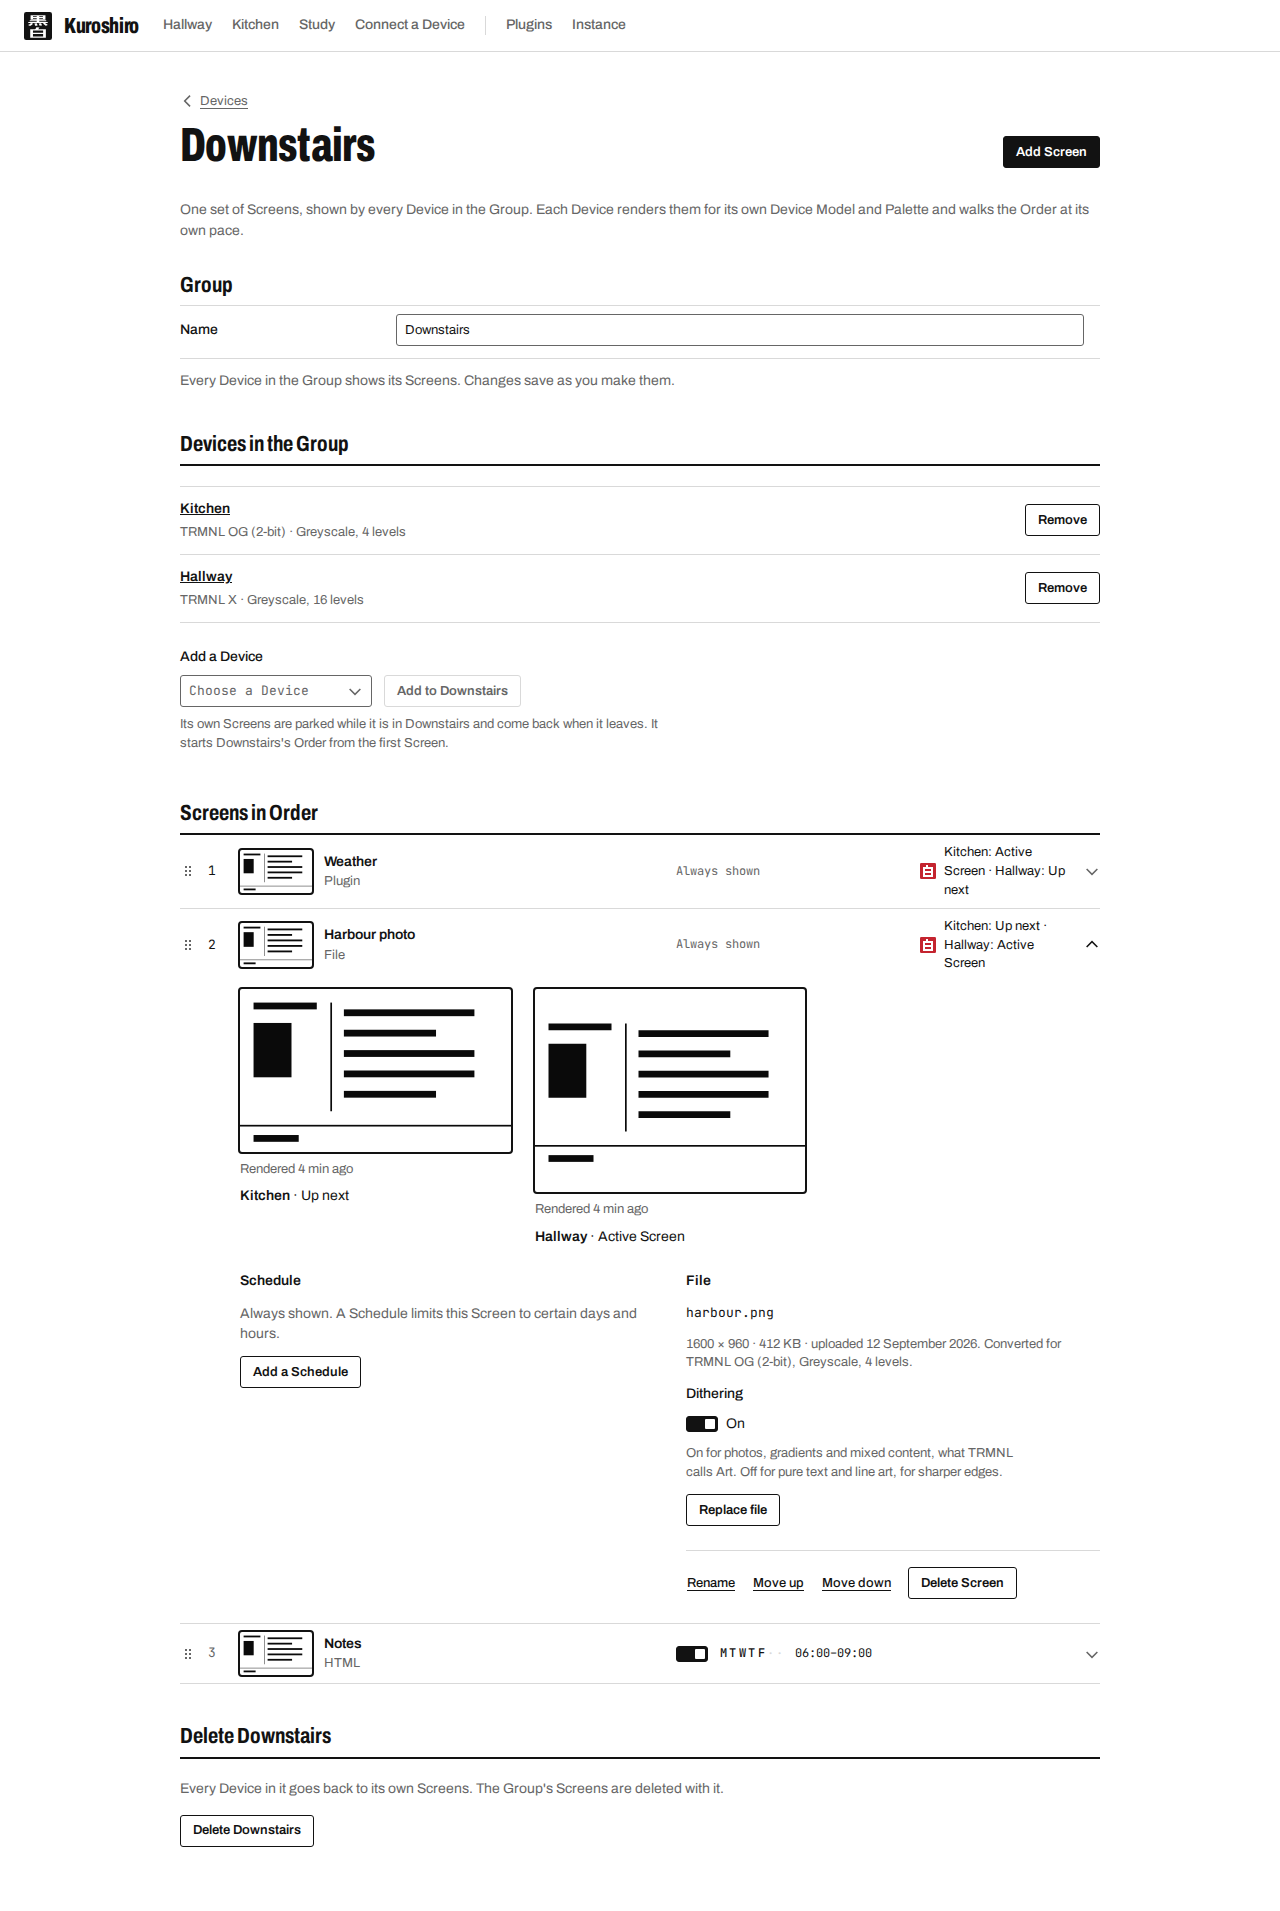 黒白 Kuroshiro Hallway Kitchen Study Connect a Device Plugins Instance
Devices
Downstairs
Add Screen
One set of Screens, shown by every Device in the Group. Each Device renders them for its own Device Model and Palette and walks the Order at its
own pace.
Group
Name
Downstairs
Every Device in the Group shows its Screens. Changes save as you make them.
Devices in the Group
Kitchen
TRMNL OG (2-bit) · Greyscale, 4 levels
Remove
Hallway
TRMNL X · Greyscale, 16 levels
Remove
Add a Device
Choose a Device
Add to Downstairs
Its own Screens are parked while it is in Downstairs and come back when it leaves. It
starts Downstairs's Order from the first Screen.
Screens in Order
1
Weather
Plugin
Always shown
白
Kitchen: Active
Screen · Hallway: Up
next
2
Harbour photo
File
Always shown
白
Kitchen: Up next ·
Hallway: Active
Screen
Rendered 4 min ago
Kitchen · Up next
Rendered 4 min ago
Hallway · Active Screen
Schedule
Always shown. A Schedule limits this Screen to certain days and
hours.
Add a Schedule
File
harbour.png
1600 × 960 · 412 KB · uploaded 12 September 2026. Converted for
TRMNL OG (2-bit), Greyscale, 4 levels.
Dithering
On
On for photos, gradients and mixed content, what TRMNL
calls Art. Off for pure text and line art, for sharper edges.
Replace file
Rename Move up Move down Delete Screen
3
Notes
HTML
MTWTF·· 06:00–09:00
Delete Downstairs
Every Device in it goes back to its own Screens. The Group's Screens are deleted with it.
Delete Downstairs